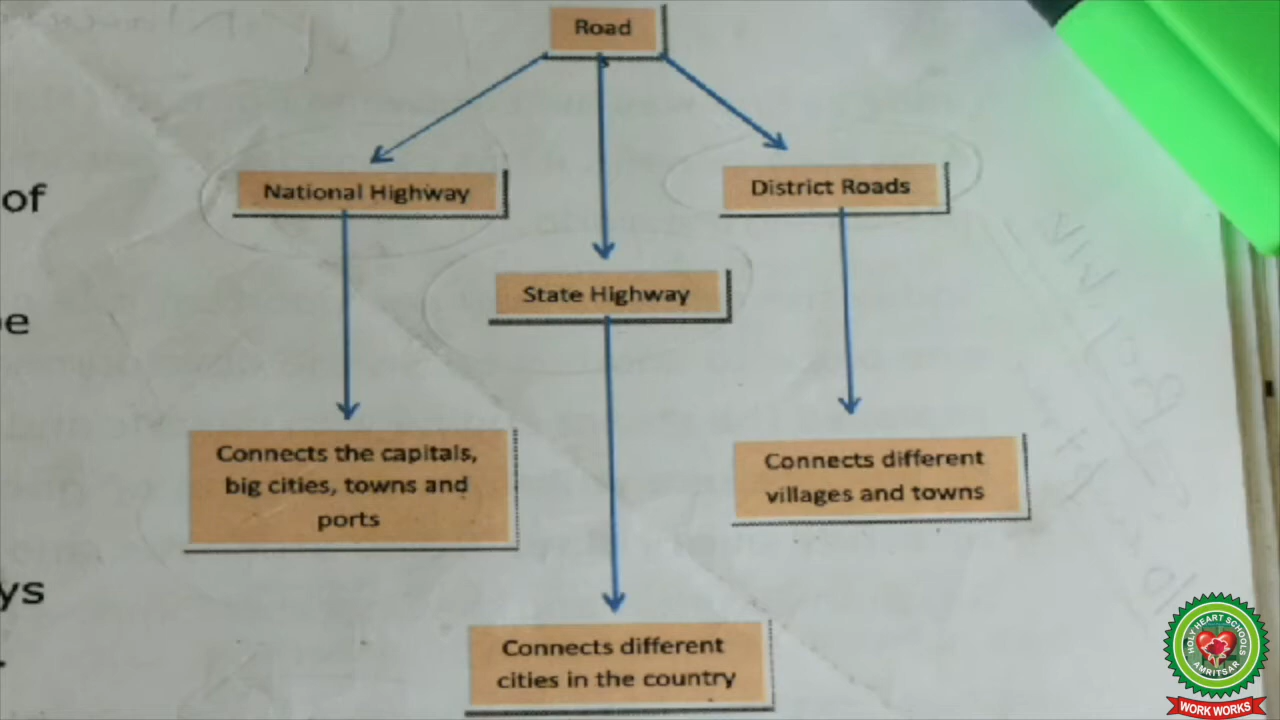 Road
National Highway
District Roads
of
State Highway
Connects the capitals,
big cities, towns and
ports
Connects different
villages and towns
ys
Connects different
cities in the country
HOLY HEART SCHOOLS
AMRITSAR
WORK WORKS